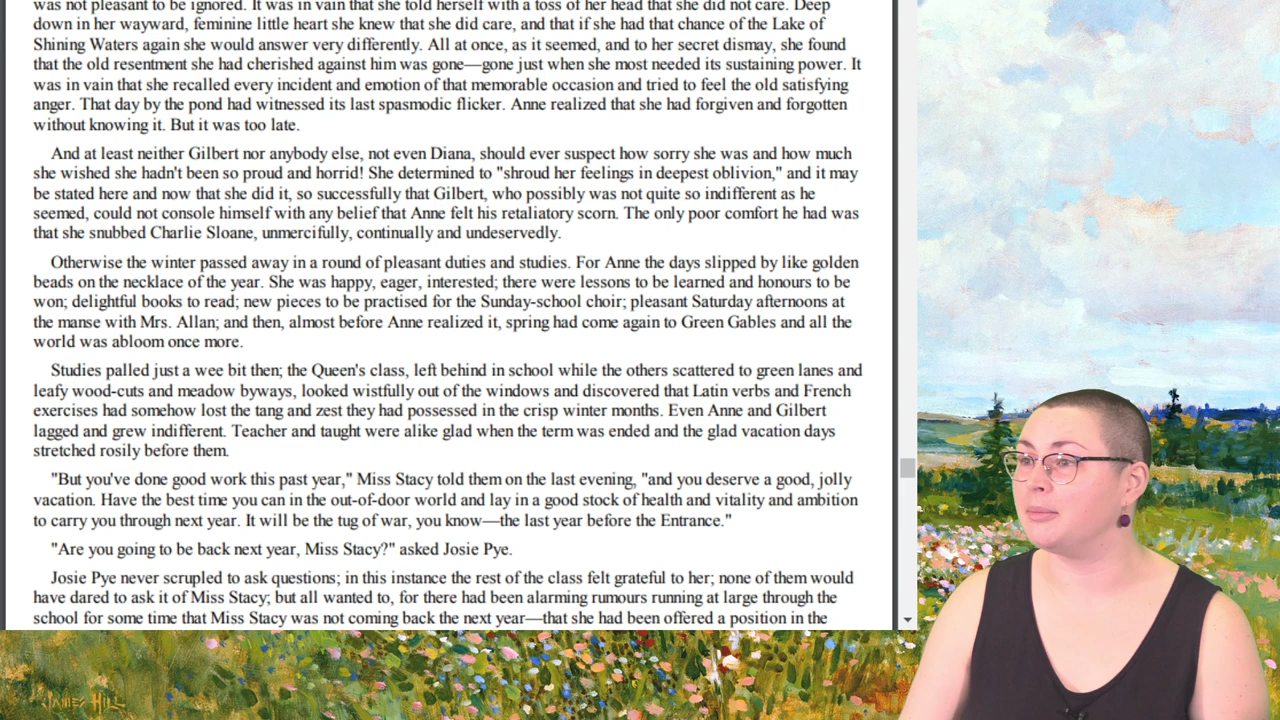 was not pleasant to be ignored. It was in vain that she told herself with a toss of her head that she did not care. Deep
down in her wayward, feminine little heart she knew that she did care, and that if she had that chance of the Lake of
Shining Waters again she would answer very differently. All at once, as it seemed, and to her secret dismay, she found
that the old resentment she had cherished against him was gone—gone just when she most needed its sustaining power. It
was in vain that she recalled every incident and emotion of that memorable occasion and tried to feel the old satisfying
anger. That day by the pond had witnessed its last spasmodic flicker. Anne realized that she had forgiven and forgotten
without knowing it. But it was too late.
And at least neither Gilbert nor anybody else, not even Diana, should ever suspect how sorry she was and how much
she wished she hadn't been so proud and horrid! She determined to "shroud her feelings in deepest oblivion," and it may
be stated here and now that she did it, so successfully that Gilbert, who possibly was not quite so indifferent as he
seemed, could not console himself with any belief that Anne felt his retaliatory scorn. The only poor comfort he had was
that she snubbed Charlie Sloane, unmercifully, continually and undeservedly.
Otherwise the winter passed away in a round of pleasant duties and studies. For Anne the days slipped by like golden
beads on the necklace of the year. She was happy, eager, interested; there were lessons to be learned and honours to be
won; delightful books to read; new pieces to be practised for the Sunday-school choir; pleasant Saturday afternoons at
the manse with Mrs. Allan; and then, almost before Anne realized it, spring had come again to Green Gables and all the
world was abloom once more.
Studies palled just a wee bit then; the Queen's class, left behind in school while the others scattered to green lanes and
leafy wood-cuts and meadow byways, looked wistfully out of the windows and discovered that Latin verbs and French
exercises had somehow lost the tang and zest they had possessed in the crisp winter months. Even Anne and Gilbert
lagged and grew indifferent. Teacher and taught were alike glad when the term was ended and the glad vacation days
stretched rosily before them.
"But you've done good work this past year," Miss Stacy told them on the last evening, "and you deserve a good, jolly
vacation. Have the best time you can in the out-of-door world and lay in a good stock of health and vitality and ambition
to carry you through next year. It will be the tug of war, you know—the last year before the Entrance."
"Are you going to be back next year, Miss Stacy?" asked Josie Pye.
Josie Pye never scrupled to ask questions; in this instance the rest of the class felt grateful to her; none of them would
have dared to ask it of Miss Stacy; but all wanted to, for there had been alarming rumours running at large through the
school for some time that Miss Stacy was not coming back the next year—that she had been offered a position in the
JAMES HILL